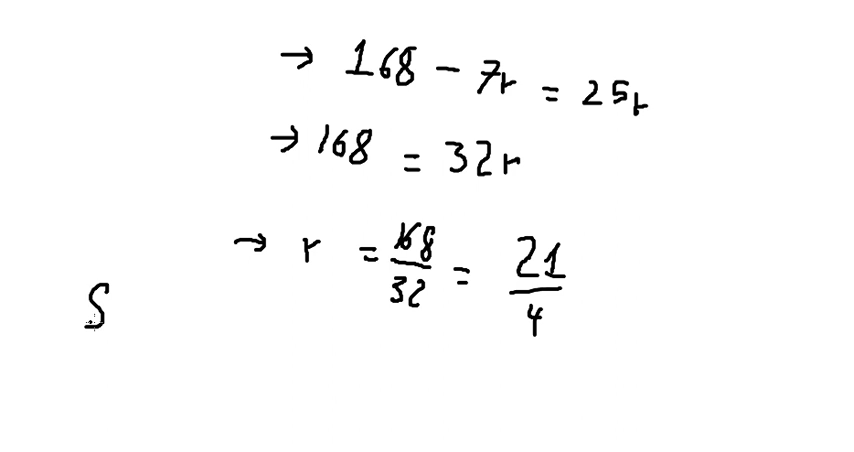 → 168 - 7r = 25r
→ 168 = 32r
→ r = 168/32 = 21/4
S